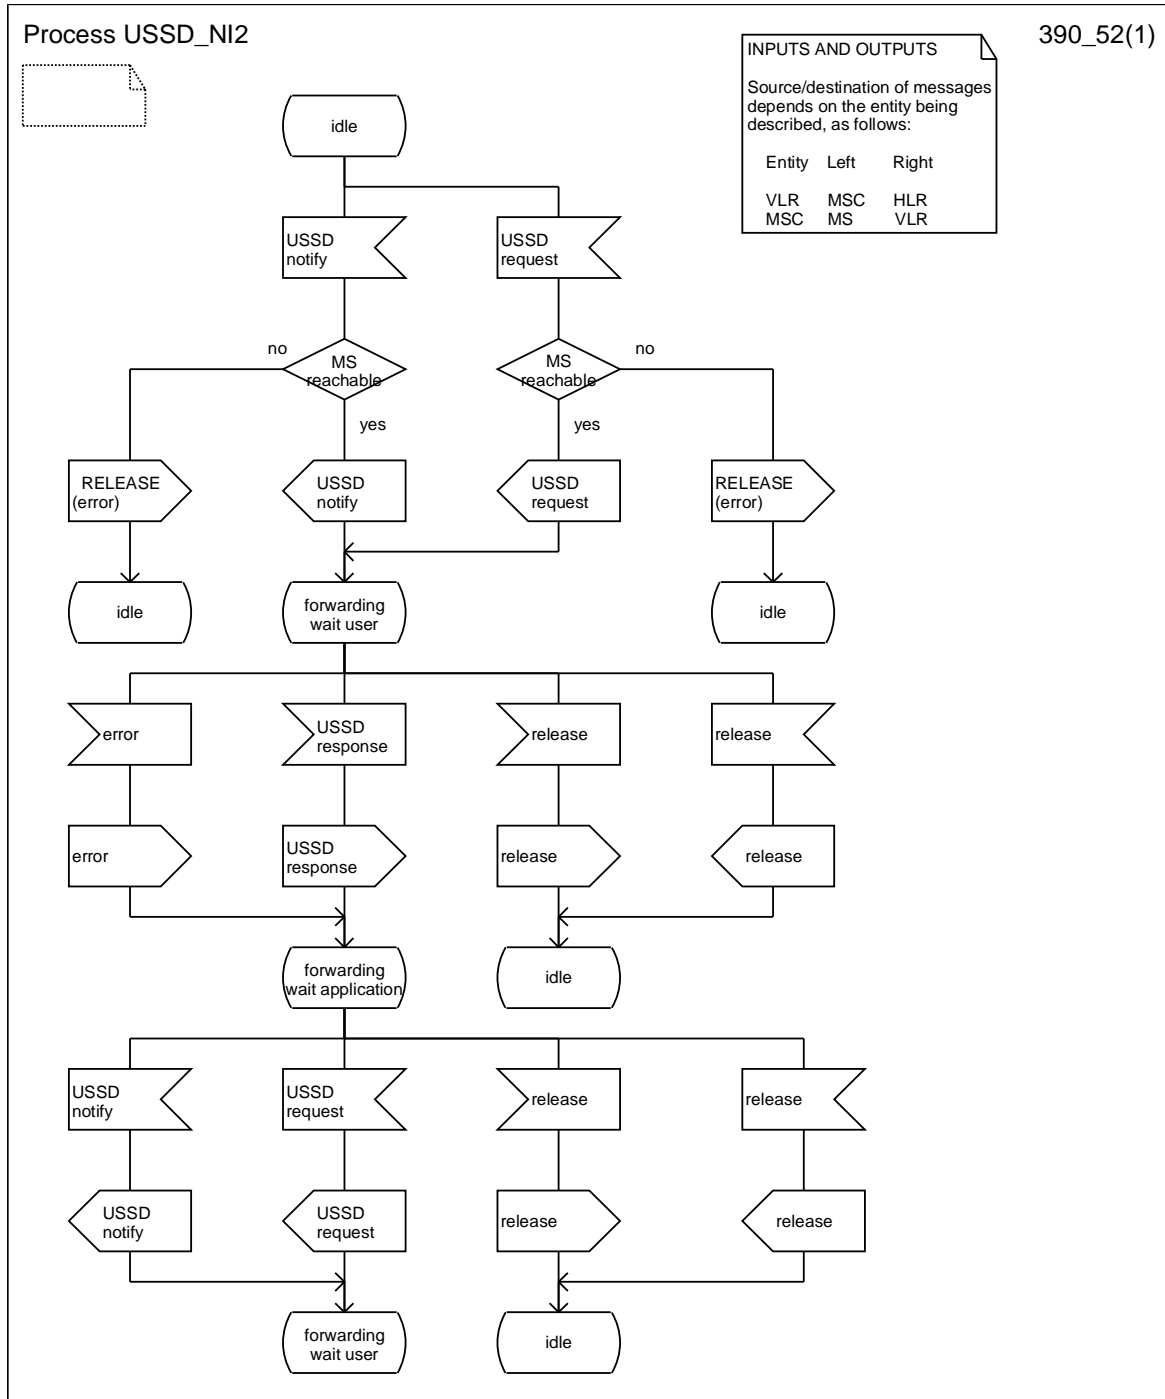 Process USSD_NI2
390_52(1)
INPUTS AND OUTPUTS
Source/destination of messages
depends on the entity being
described, as follows:
Entity Left Right
VLR MSC HLR
MSC MS VLR
idle
USSD
notify
USSD
request
no
MS
reachable
yes
MS
reachable
no
yes
RELEASE
(error)
USSD
notify
USSD
request
RELEASE
(error)
idle
forwarding
wait user
idle
error
USSD
response
release
release
error
USSD
response
release
release
forwarding
wait application
idle
USSD
notify
USSD
request
release
release
USSD
notify
USSD
request
release
release
forwarding
wait user
idle